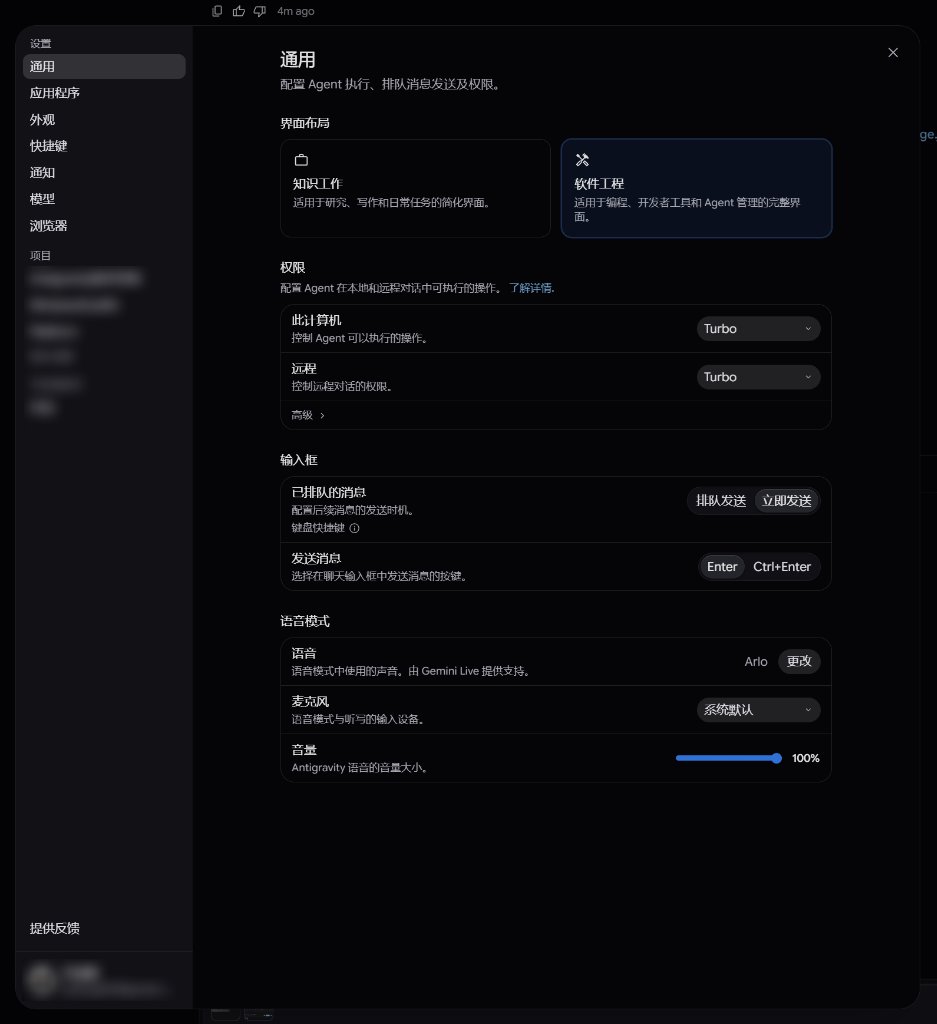 4m ago
设置
通用
应用程序
外观
快捷键
通知
模型
浏览器
项目
提供反馈
通用
配置 Agent 执行、排队消息发送及权限。
ge.
界面布局
知识工作
适用于研究、写作和日常任务的简化界面。
软件工程
适用于编程、开发者工具和 Agent 管理的完整界
面。
权限
配置 Agent 在本地和远程对话中可执行的操作。 了解详情.
此计算机
控制 Agent 可以执行的操作。
Turbo
远程
控制远程对话的权限。
Turbo
高级
输入框
已排队的消息
配置后续消息的发送时机。
键盘快捷键
排队发送 立即发送
发送消息
选择在聊天输入框中发送消息的按键。
Enter Ctrl+Enter
语音模式
语音
语音模式中使用的声音。由 Gemini Live 提供支持。
Arlo 更改
麦克风
语音模式与听写的输入设备。
系统默认
音量
Antigravity 语音的音量大小。
100%